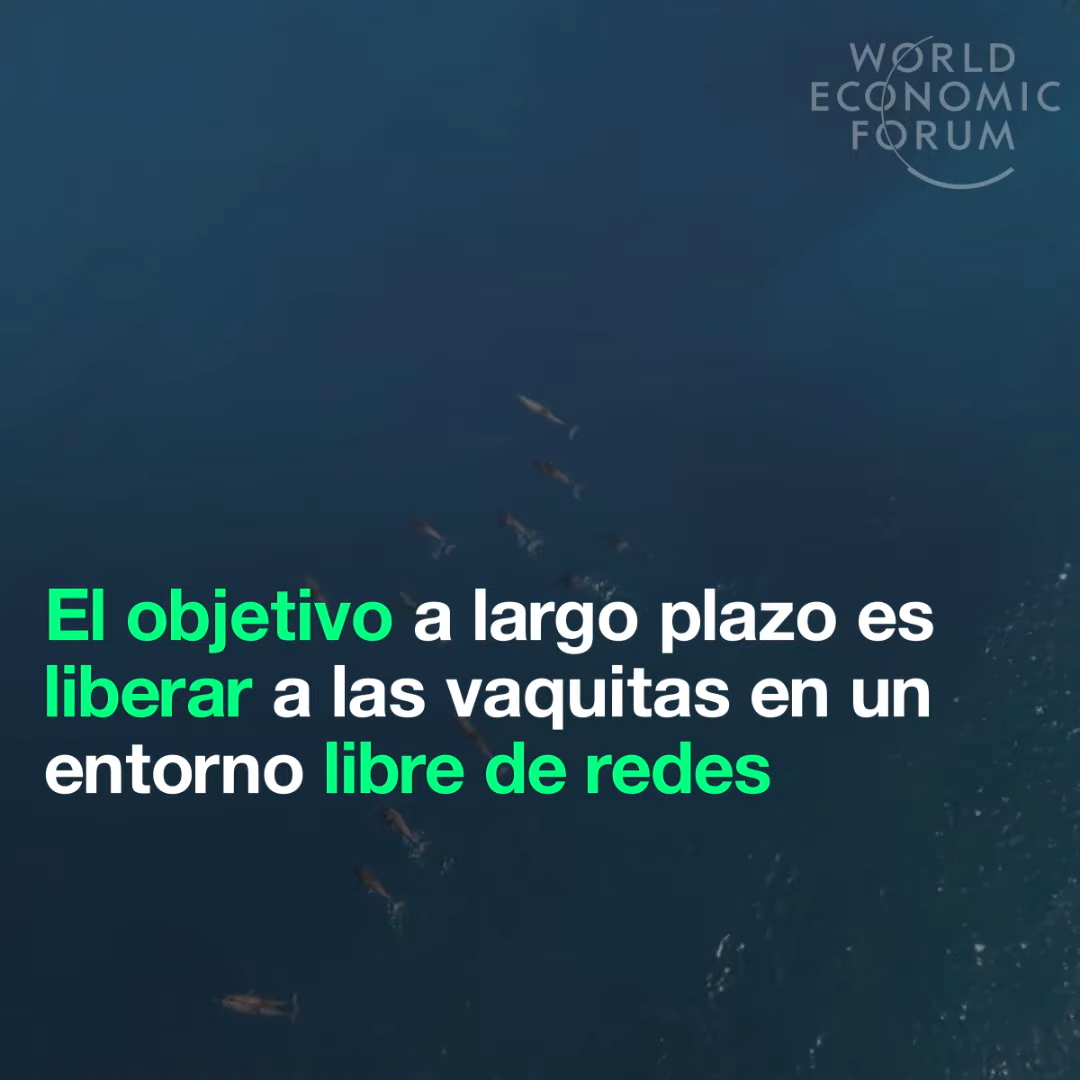 WORLD
ECONOMIC
FORUM
El objetivo a largo plazo es
liberar a las vaquitas en un
entorno libre de redes